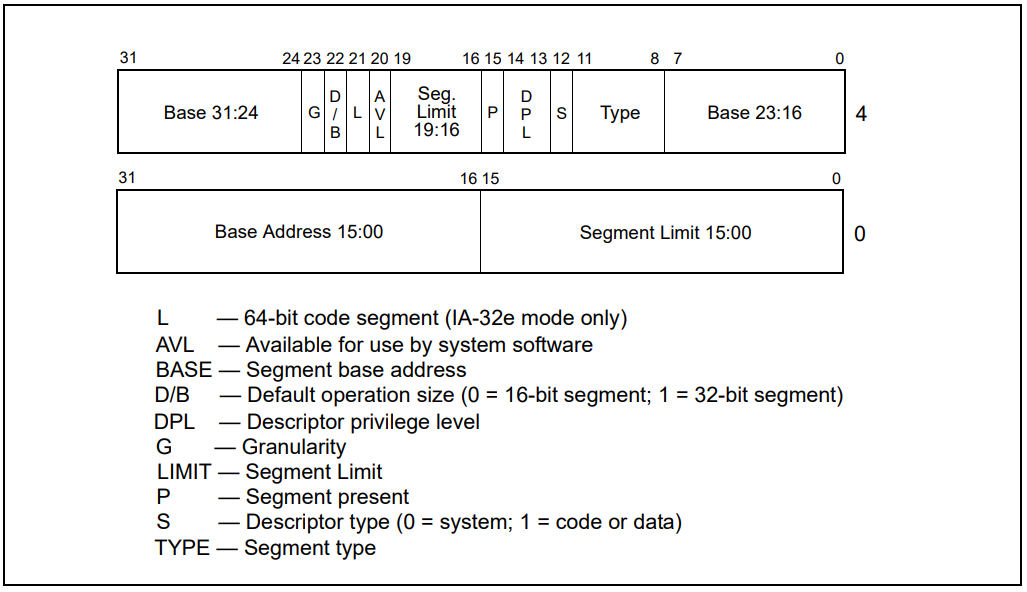 31 24 23 22 21 20 19 16 15 14 13 12 11 8 7 0
Base 31:24 G D/B L AVL Seg. Limit 19:16 P DPL S Type Base 23:16 4
31 16 15 0
Base Address 15:00 Segment Limit 15:00 0
L — 64-bit code segment (IA-32e mode only)
AVL — Available for use by system software
BASE — Segment base address
D/B — Default operation size (0 = 16-bit segment; 1 = 32-bit segment)
DPL — Descriptor privilege level
G — Granularity
LIMIT — Segment Limit
P — Segment present
S — Descriptor type (0 = system; 1 = code or data)
TYPE — Segment type